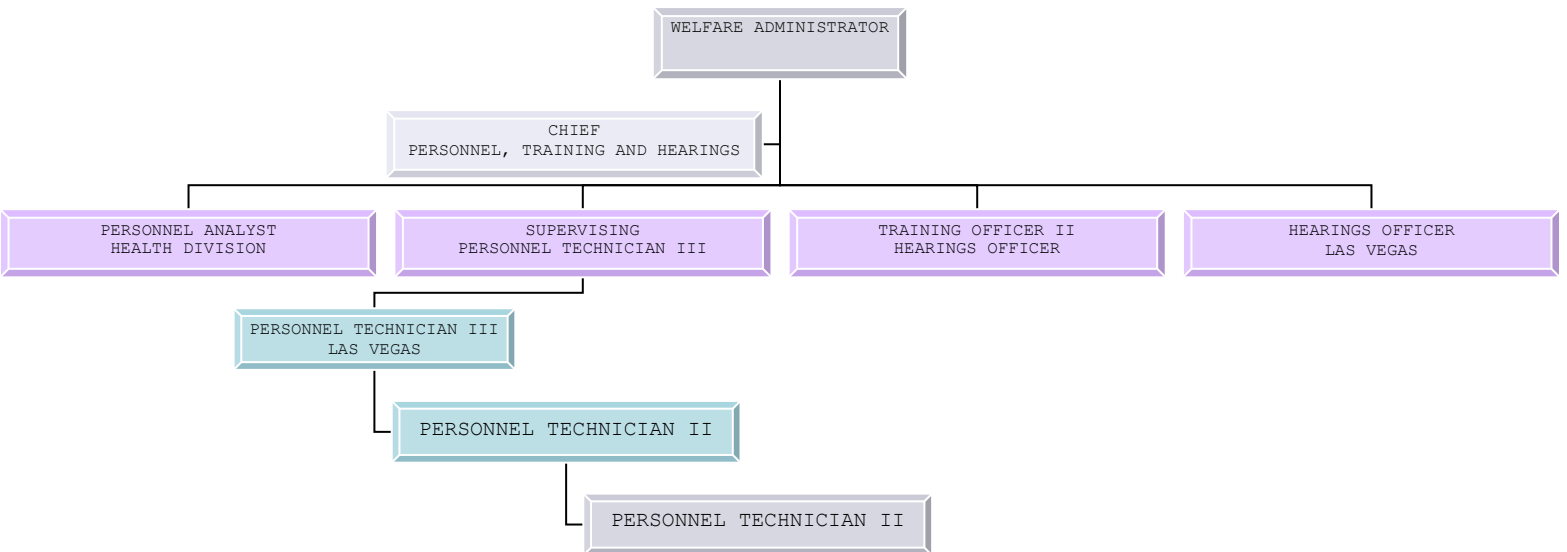 WELFARE ADMINISTRATOR
CHIEF
PERSONNEL, TRAINING AND HEARINGS
PERSONNEL ANALYST
HEALTH DIVISION
SUPERVISING
PERSONNEL TECHNICIAN III
TRAINING OFFICER II
HEARINGS OFFICER
HEARINGS OFFICER
LAS VEGAS
PERSONNEL TECHNICIAN III
LAS VEGAS
PERSONNEL TECHNICIAN II
PERSONNEL TECHNICIAN II